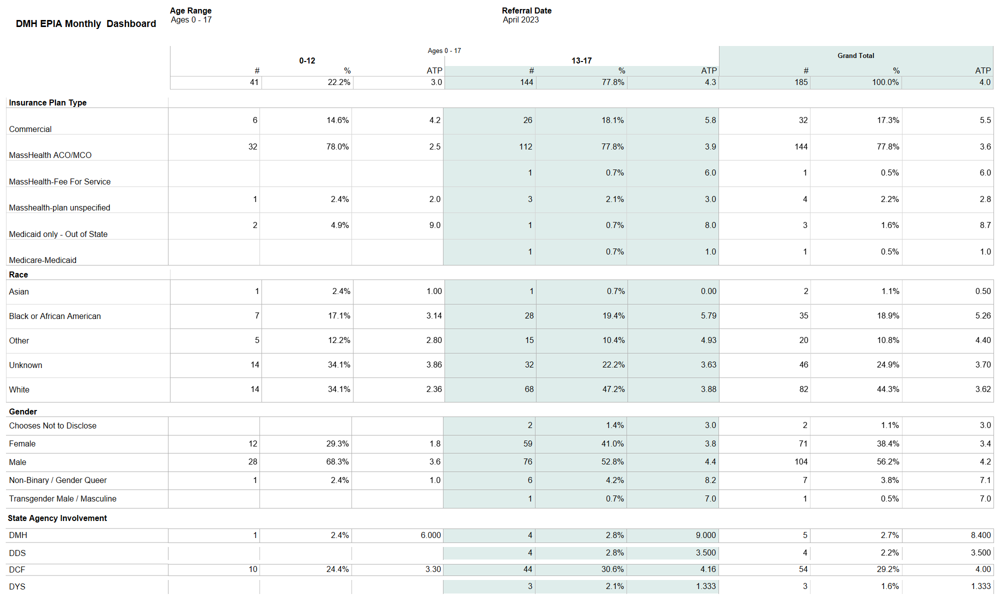 Age Range
Referral Date
DMH EPIA Monthly Dashboard
Ages 0 - 17
April 2023
Ages 0 - 17
0-12
13-17
Grand Total
# % ATP # % ATP # % ATP
41 22.2% 3.0 144 77.8% 4.3 185 100.0% 4.0
Insurance Plan Type
Commercial 6 14.6% 4.2 26 18.1% 5.8 32 17.3% 5.5
MassHealth ACO/MCO 32 78.0% 2.5 112 77.8% 3.9 144 77.8% 3.6
MassHealth-Fee For Service 1 0.7% 6.0 1 0.5% 6.0
Masshealth-plan unspecified 1 2.4% 2.0 3 2.1% 3.0 4 2.2% 2.8
Medicaid only - Out of State 2 4.9% 9.0 1 0.7% 8.0 3 1.6% 8.7
Medicare-Medicaid 1 0.7% 1.0 1 0.5% 1.0
Race
Asian 1 2.4% 1.00 1 0.7% 0.00 2 1.1% 0.50
Black or African American 7 17.1% 3.14 28 19.4% 5.79 35 18.9% 5.26
Other 5 12.2% 2.80 15 10.4% 4.93 20 10.8% 4.40
Unknown 14 34.1% 3.86 32 22.2% 3.63 46 24.9% 3.70
White 14 34.1% 2.36 68 47.2% 3.88 82 44.3% 3.62
Gender
Chooses Not to Disclose 2 1.4% 3.0 2 1.1% 3.0
Female 12 29.3% 1.8 59 41.0% 3.8 71 38.4% 3.4
Male 28 68.3% 3.6 76 52.8% 4.4 104 56.2% 4.2
Non-Binary / Gender Queer 1 2.4% 1.0 6 4.2% 8.2 7 3.8% 7.1
Transgender Male / Masculine 1 0.7% 7.0 1 0.5% 7.0
State Agency Involvement
DMH 1 2.4% 6.000 4 2.8% 9.000 5 2.7% 8.400
DDS 4 2.8% 3.500 4 2.2% 3.500
DCF 10 24.4% 3.30 44 30.6% 4.16 54 29.2% 4.00
DYS 3 2.1% 1.333 3 1.6% 1.333